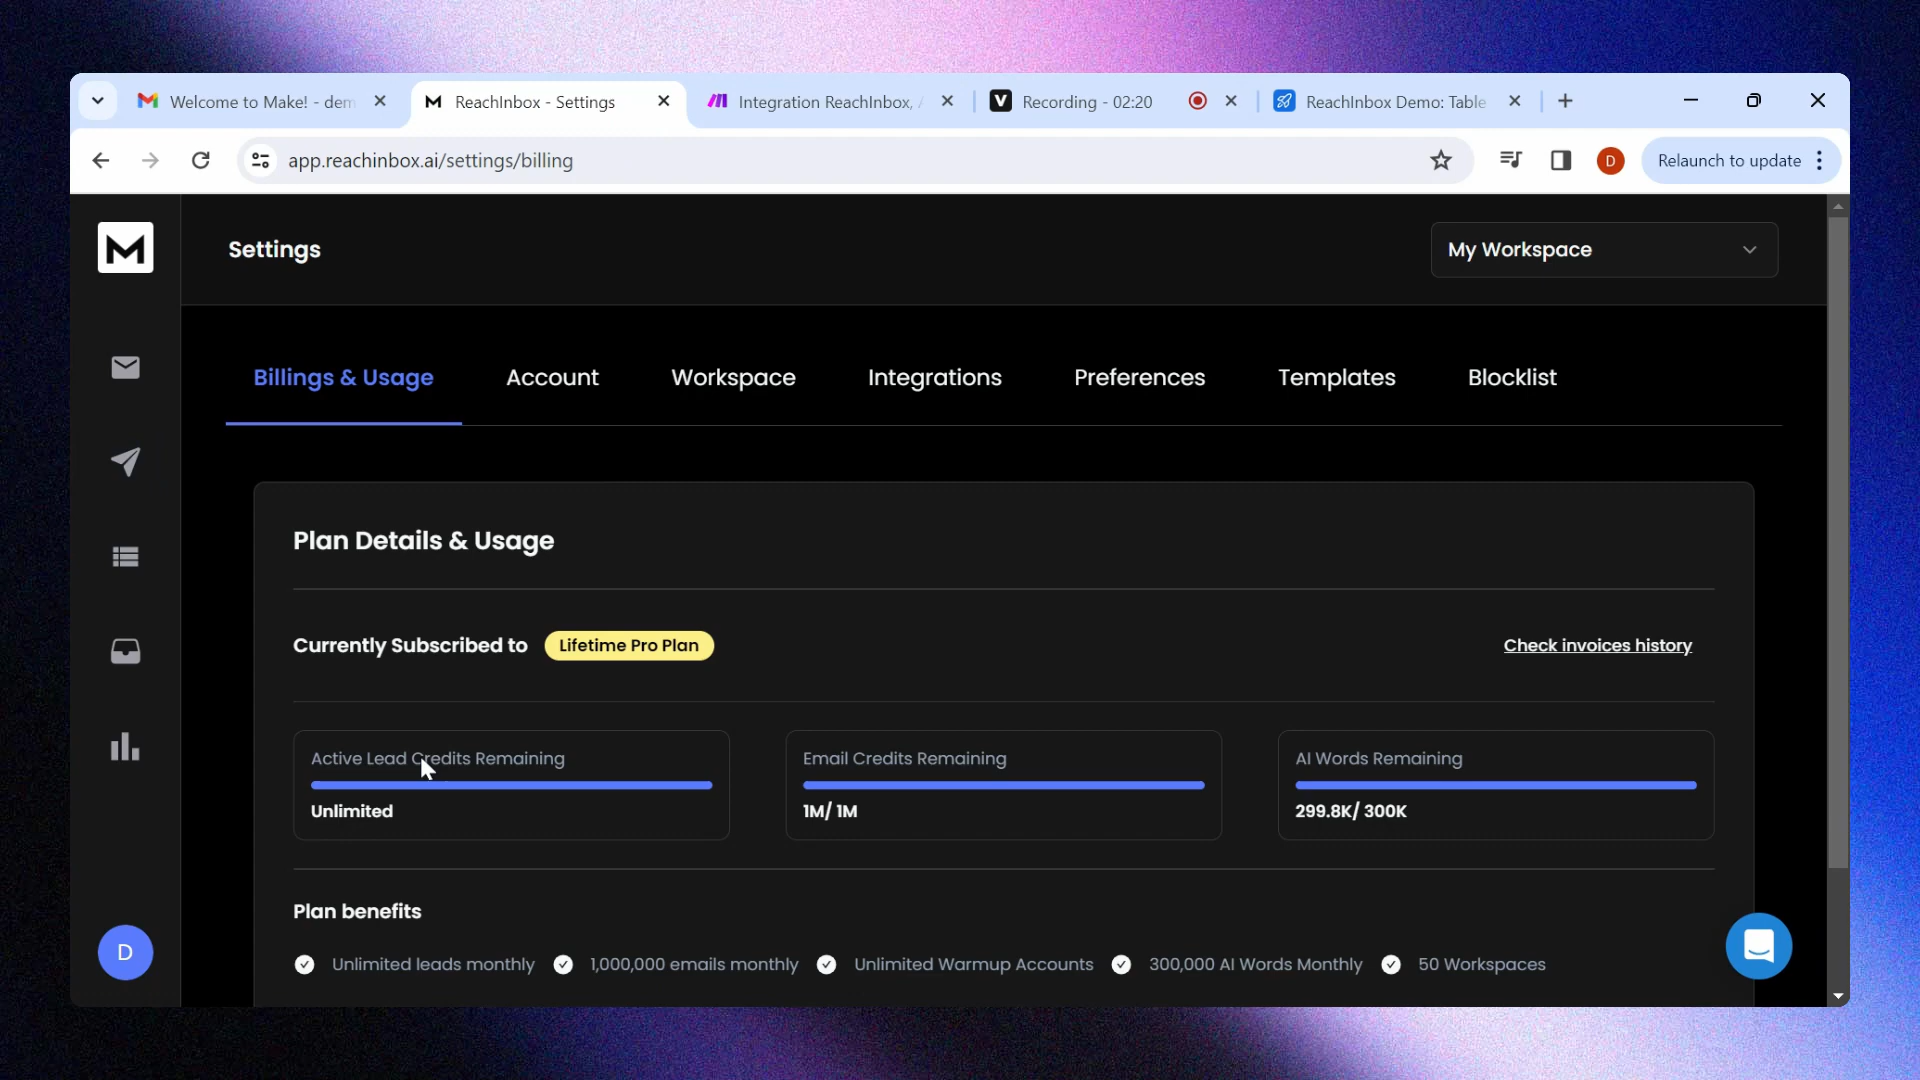 Welcome to Make! - dem
ReachInbox - Settings
Integration ReachInbox, A
Recording - 02:20
ReachInbox Demo: Table
app.reachinbox.ai/settings/billing
D
Relaunch to update
M
Settings
My Workspace
Billings & Usage
Account
Workspace
Integrations
Preferences
Templates
Blocklist
Plan Details & Usage
Currently Subscribed to
Lifetime Pro Plan
Check invoices history
Active Lead Credits Remaining
Email Credits Remaining
AI Words Remaining
Unlimited
1M/ 1M
299.8K/ 300K
Plan benefits
Unlimited leads monthly
1,000,000 emails monthly
Unlimited Warmup Accounts
300,000 AI Words Monthly
50 Workspaces
D